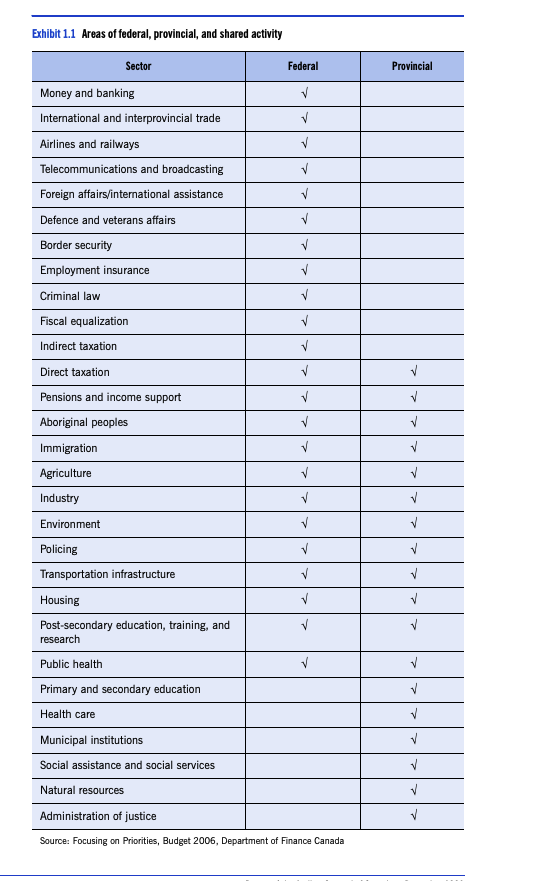 Exhibit 1.1 Areas of federal, provincial, and shared activity
Sector Federal Provincial
Money and banking √
International and interprovincial trade √
Airlines and railways √
Telecommunications and broadcasting √
Foreign affairs/international assistance √
Defence and veterans affairs √
Border security √
Employment insurance √
Criminal law √
Fiscal equalization √
Indirect taxation √
Direct taxation √ √
Pensions and income support √ √
Aboriginal peoples √ √
Immigration √ √
Agriculture √ √
Industry √ √
Environment √ √
Policing √ √
Transportation infrastructure √ √
Housing √ √
Post-secondary education, training, and √ √
research
Public health √ √
Primary and secondary education √
Health care √
Municipal institutions √
Social assistance and social services √
Natural resources √
Administration of justice √
Source: Focusing on Priorities, Budget 2006, Department of Finance Canada